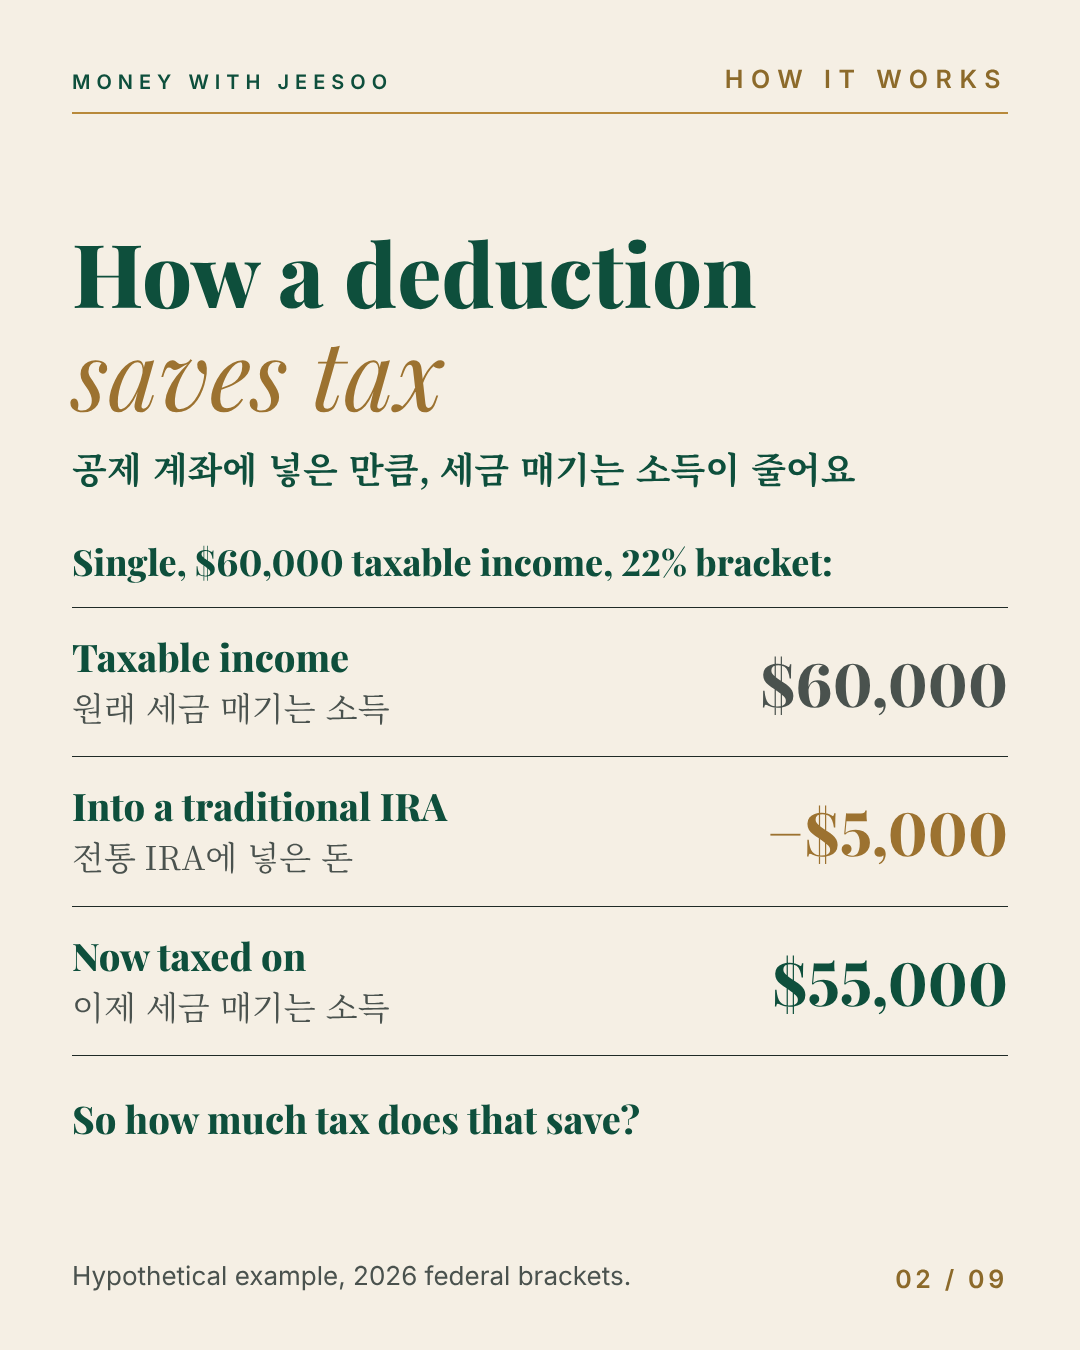 MONEY WITH JEESOO
HOW IT WORKS
How a deduction
saves tax
공제 계좌에 넣은 만큼, 세금 매기는 소득이 줄어요
Single, $60,000 taxable income, 22% bracket:
Taxable income
원래 세금 매기는 소득
$60,000
Into a traditional IRA
전통 IRA에 넣은 돈
–$5,000
Now taxed on
이제 세금 매기는 소득
$55,000
So how much tax does that save?
Hypothetical example, 2026 federal brackets.
02 / 09